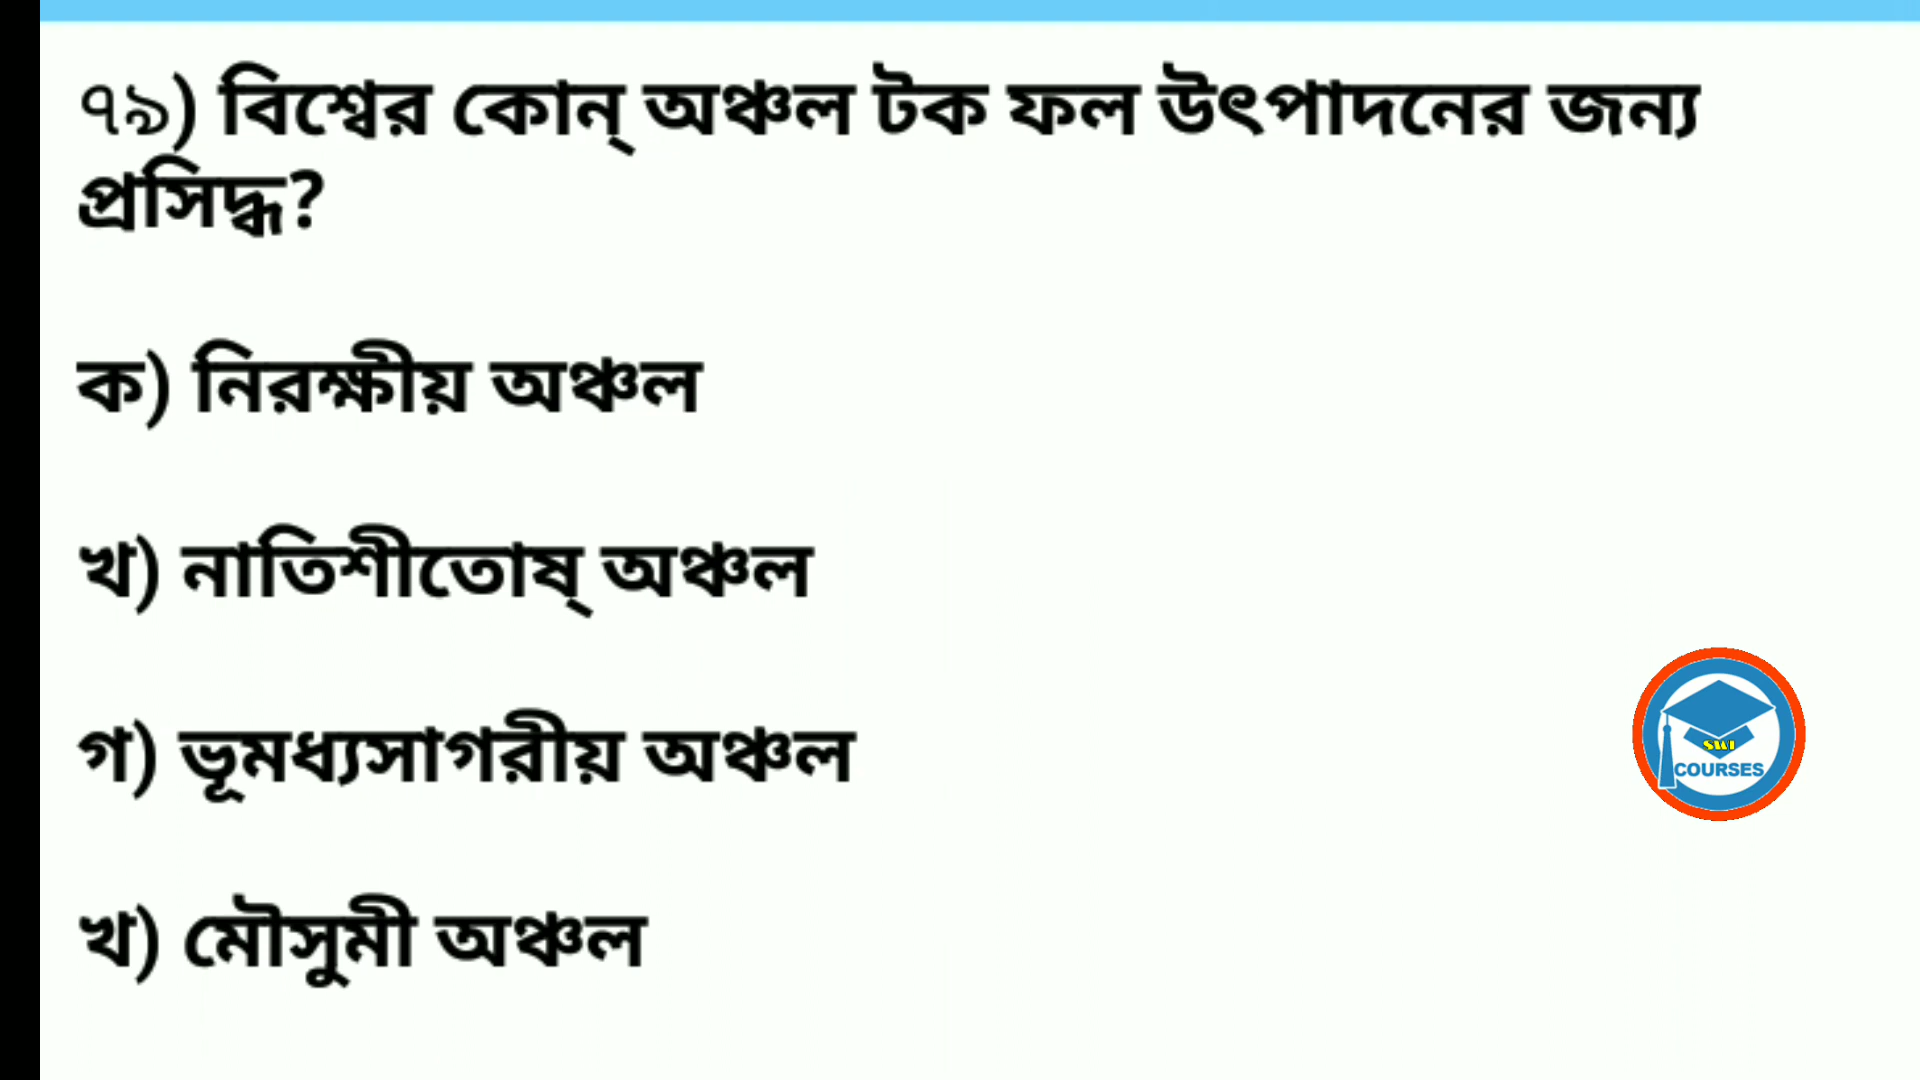 ৭৯) বিশ্বের কোন্ অঞ্চল টক ফল উৎপাদনের জন্য
প্রসিদ্ধ?
ক) নিরক্ষীয় অঞ্চল
খ) নাতিশীতোষ্ অঞ্চল
গ) ভূমধ্যসাগরীয় অঞ্চল
খ) মৌসুমী অঞ্চল
SWI
COURSES